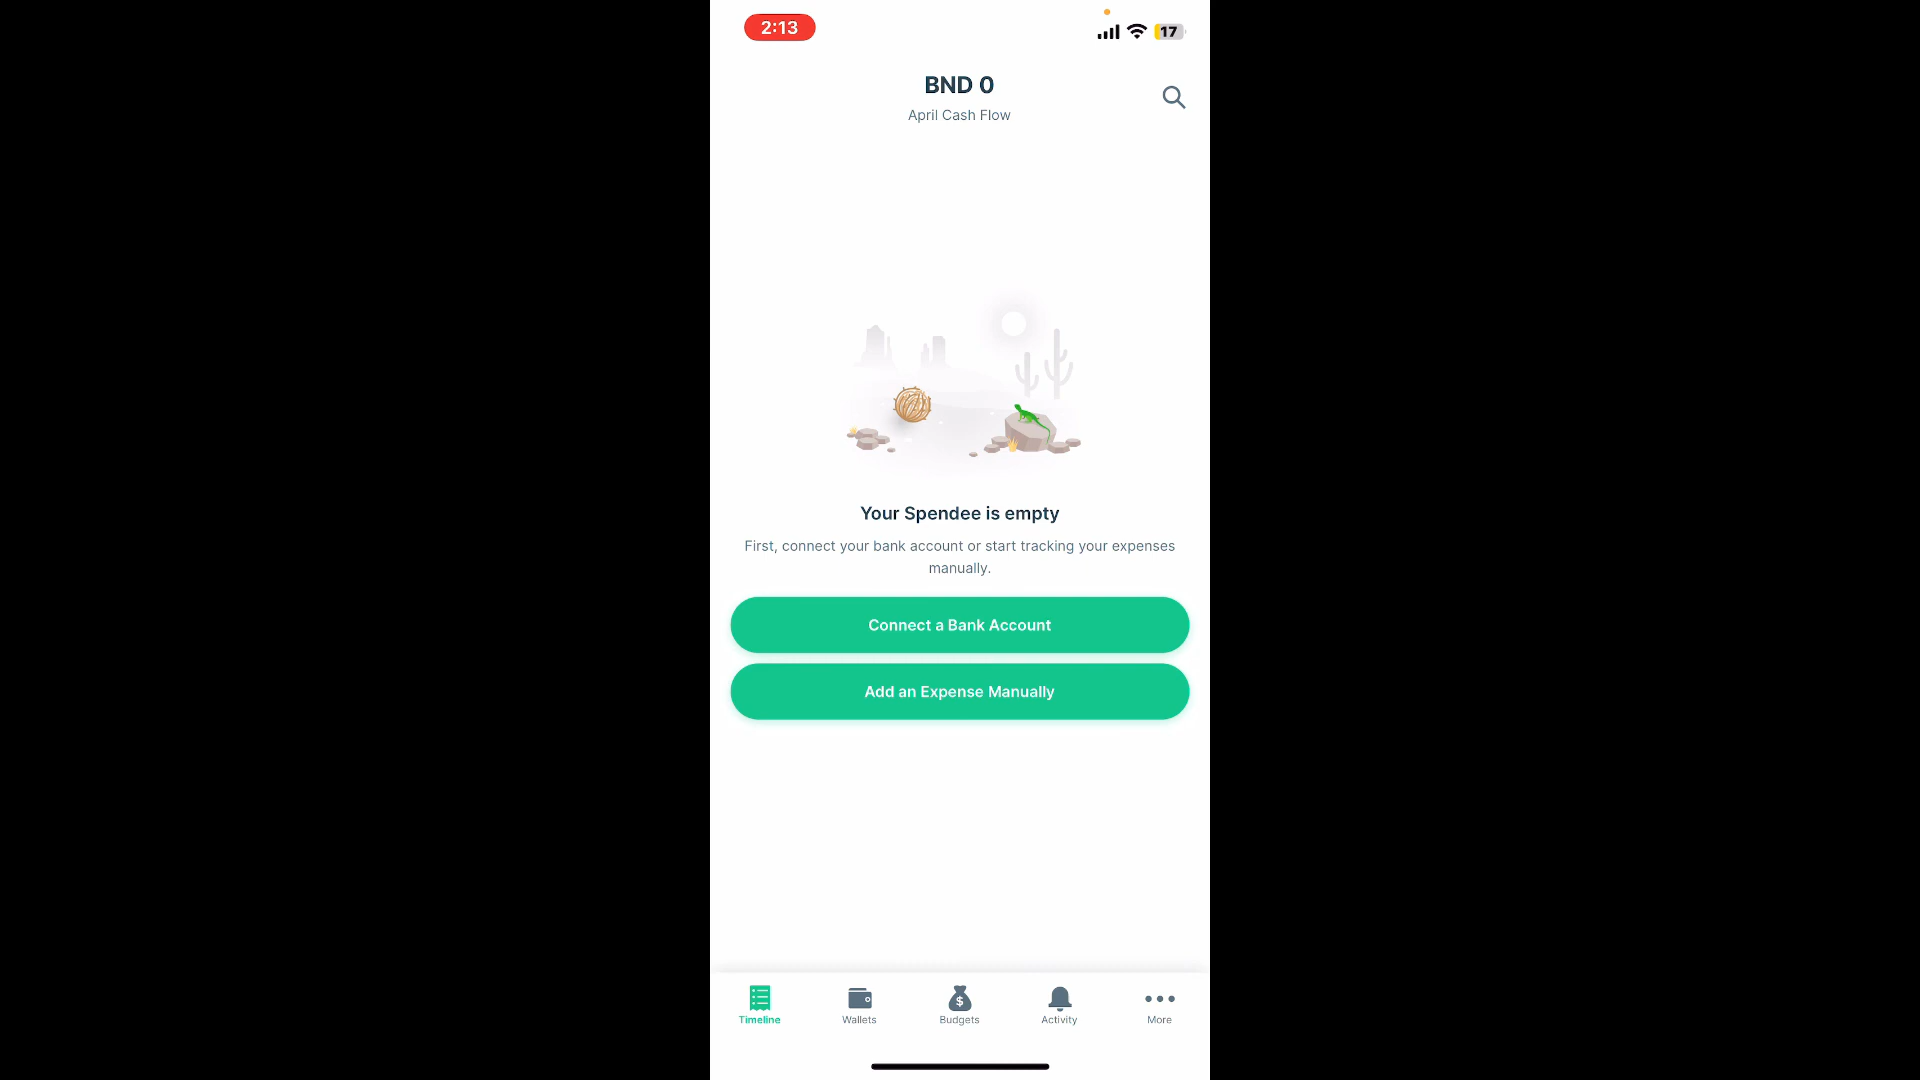 2:13
17
BND 0
April Cash Flow
Your Spendee is empty
First, connect your bank account or start tracking your expenses
manually.
Connect a Bank Account
Add an Expense Manually
Timeline
Wallets
Budgets
Activity
More